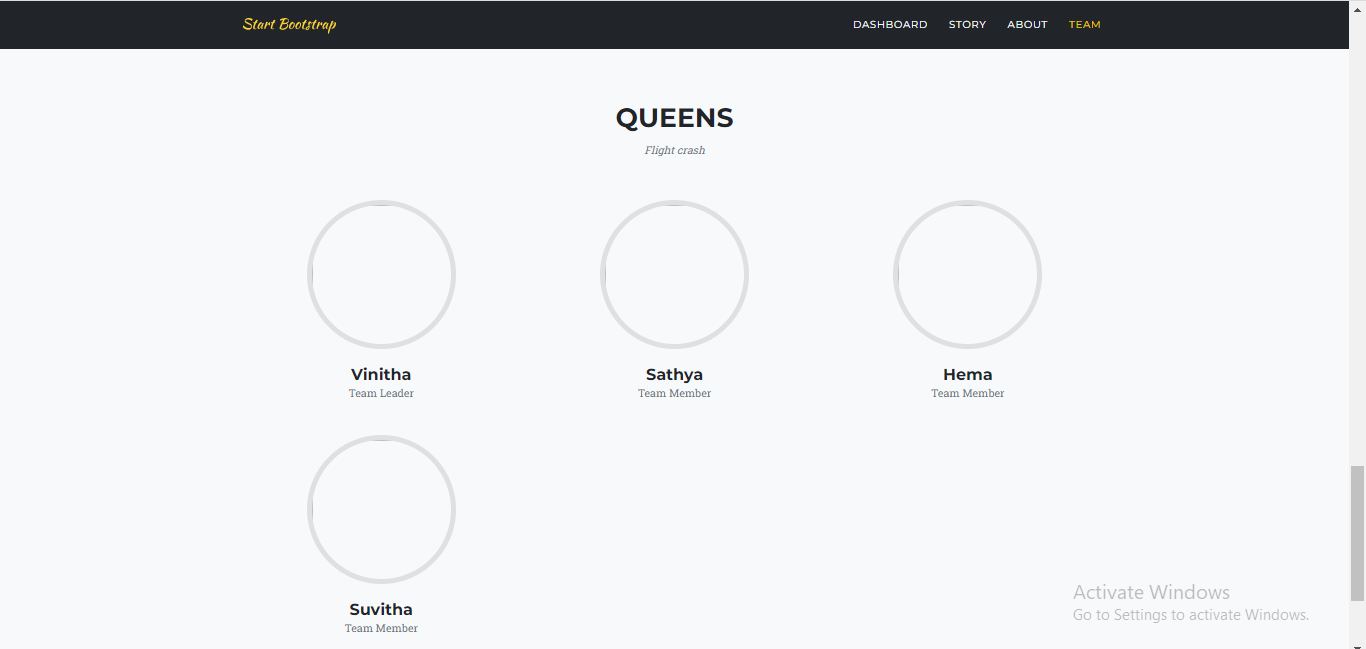 Start Bootstrap
DASHBOARD STORY ABOUT TEAM
QUEENS
Flight crash
Vinitha
Team Leader
Sathya
Team Member
Hema
Team Member
Suvitha
Team Member
Activate Windows
Go to Settings to activate Windows.